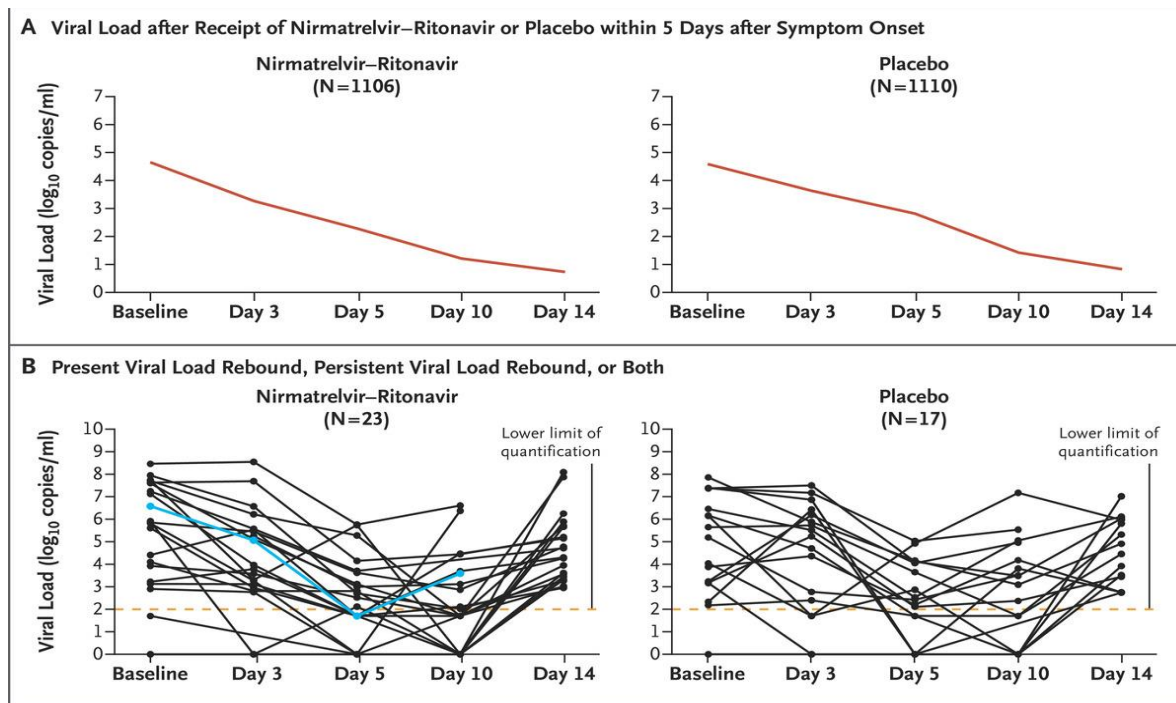 A Viral Load after Receipt of Nirmatrelvir–Ritonavir or Placebo within 5 Days after Symptom Onset
Nirmatrelvir–Ritonavir
(N=1106)
Viral Load (log₁₀ copies/ml)
7
6
5
4
3
2
1
0
Baseline Day 3 Day 5 Day 10 Day 14
Placebo
(N=1110)
7
6
5
4
3
2
1
0
Baseline Day 3 Day 5 Day 10 Day 14
B Present Viral Load Rebound, Persistent Viral Load Rebound, or Both
Nirmatrelvir–Ritonavir
(N=23)
Viral Load (log₁₀ copies/ml)
10
9
8
7
6
5
4
3
2
1
0
Lower limit of
quantification
Baseline Day 3 Day 5 Day 10 Day 14
Placebo
(N=17)
10
9
8
7
6
5
4
3
2
1
0
Lower limit of
quantification
Baseline Day 3 Day 5 Day 10 Day 14